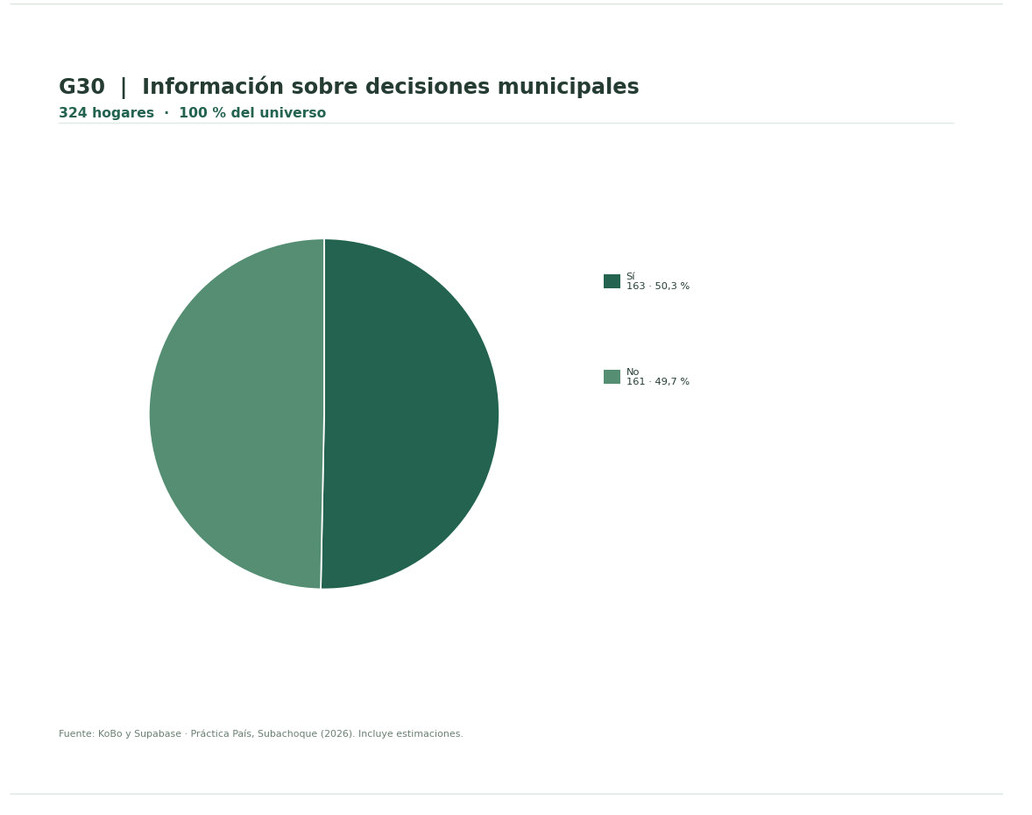 G30 | Información sobre decisiones municipales
324 hogares · 100 % del universo
Sí
163 · 50,3 %
No
161 · 49,7 %
Fuente: KoBo y Supabase · Práctica País, Subachoque (2026). Incluye estimaciones.